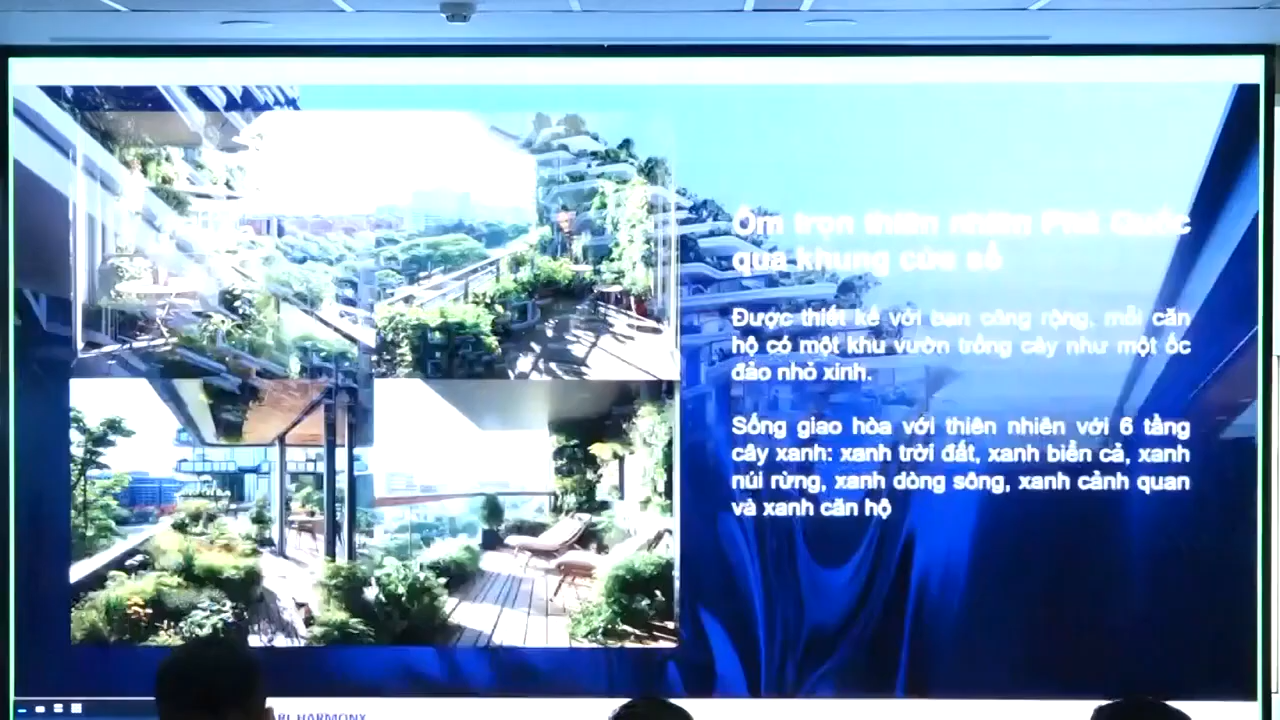 Ôm trọn thiên nhiên Phú Quốc
qua khung cửa sổ
Được thiết kế với ban công rộng, mỗi căn
hộ có một khu vườn trồng cây như một ốc
đảo nhỏ xinh.
Sống giao hòa với thiên nhiên với 6 tầng
cây xanh: xanh trời đất, xanh biển cả, xanh
núi rừng, xanh dòng sông, xanh cảnh quan
và xanh căn hộ
HARMONY